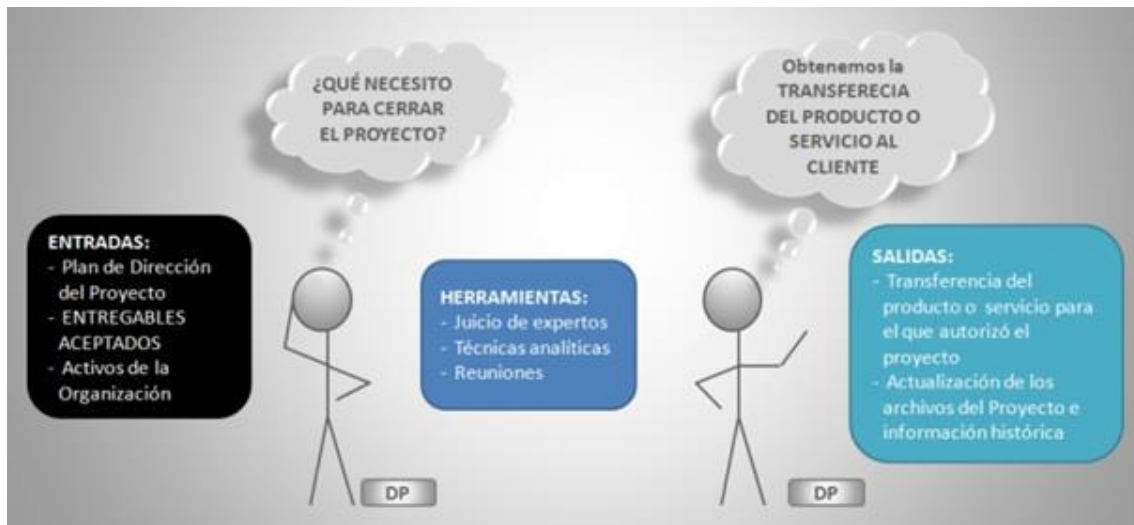 ¿QUÉ NECESITO
PARA CERRAR
EL PROYECTO?
Obtenemos la
TRANSFERECIA
DEL PRODUCTO O
SERVICIO AL
CLIENTE
ENTRADAS:
- Plan de Dirección
del Proyecto
- ENTREGABLES
ACEPTADOS
- Activos de la
Organización
HERRAMIENTAS:
- Juicio de expertos
- Técnicas analíticas
- Reuniones
SALIDAS:
- Transferencia del
producto o servicio para
el que autorizó el
proyecto
- Actualización de los
archivos del Proyecto e
información histórica
DP
DP